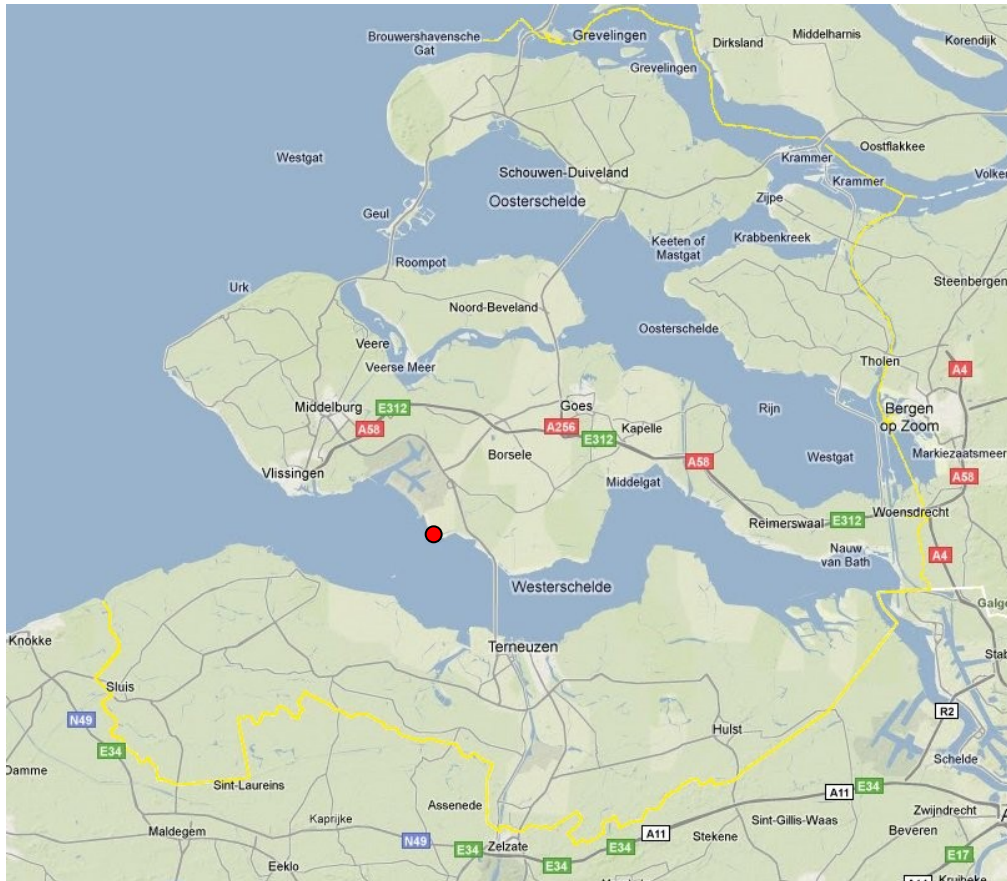 Brouwershavensche
Gat
Grevelingen
Dirksland
Middelharnis
Korendijk
Grevelingen
Westgat
Oostflakkee
Krammer
Krammer
Schouwen-Duiveland
Oosterschelde
Zijpe
Geul
Keeten of
Mastgat
Krabbenkreek
Roompot
Steenbergen
Urk
Noord-Beveland
Oosterschelde
Veere
Veerse Meer
Tholen
A4
Middelburg
E312
A58
Goes
A256
E312
Kapelle
Rijn
Bergen
op Zoom
Borsele
Westgat
Markiezaatsmeer
Vlissingen
A58
A58
Middelgat
Reimerswaal
E312
Woensdrecht
Nauw
van Bath
A4
Westerschelde
Knokke
Terneuzen
Sluis
N49
R2
Hulst
E34
Schelde
Damme
Sint-Laureins
A11
E34
Assenede
Kaprijke
Zwijndrecht
Sint-Gillis-Waas
Maldegem
N49
A11
Stekene
Beveren
Zelzate
E34
E34
E17
Eeklo
E34
E34
Kruibeke